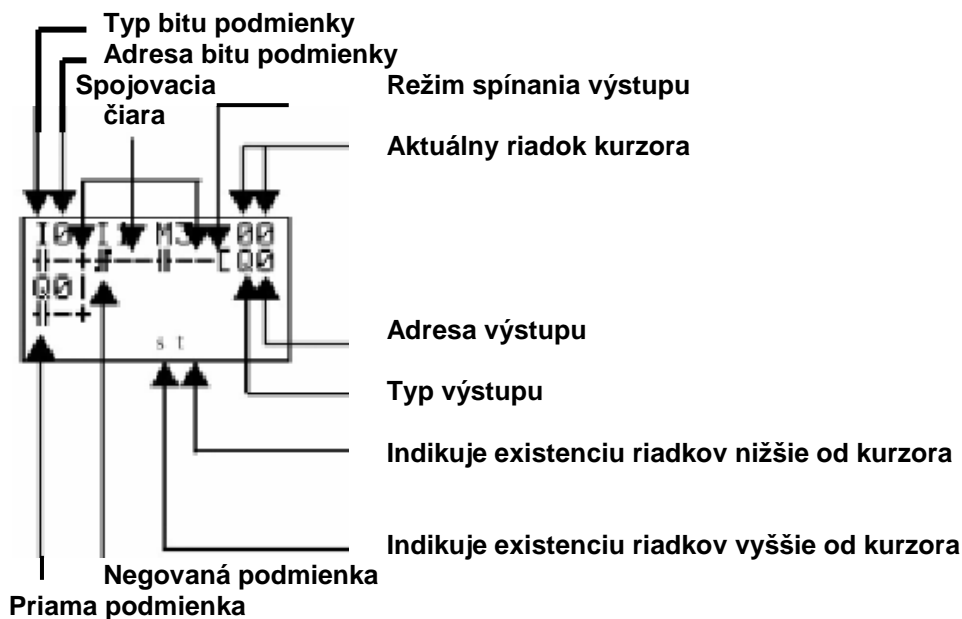 Typ bitu podmienky
Adresa bitu podmienky
Spojovacia
čiara
Režim spínania výstupu
Aktuálny riadok kurzora
I0 I1 M3 00
[ Q0
Q0
s t
Adresa výstupu
Typ výstupu
Indikuje existenciu riadkov nižšie od kurzora
Indikuje existenciu riadkov vyššie od kurzora
Negovaná podmienka
Priama podmienka